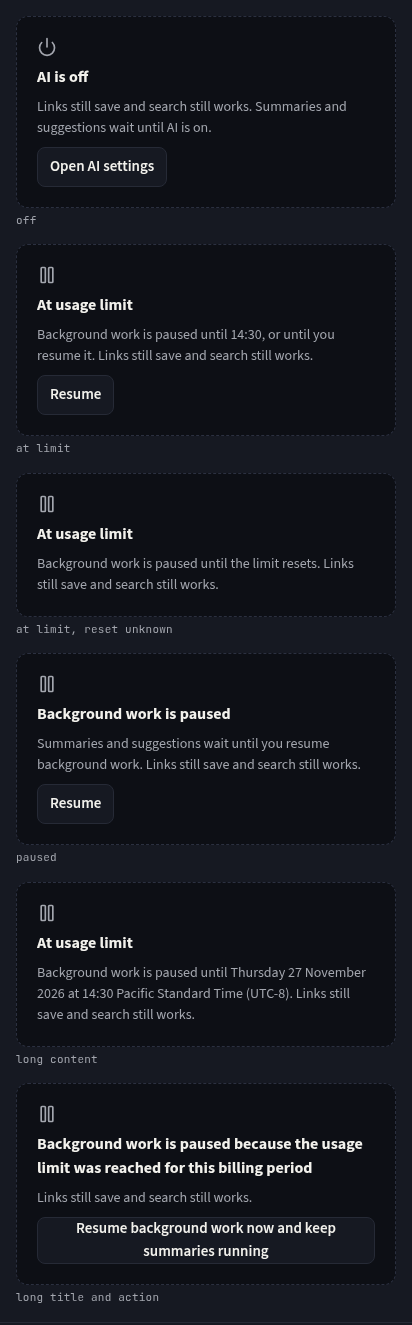 AI is off
Links still save and search still works. Summaries and
suggestions wait until AI is on.
Open AI settings
off
At usage limit
Background work is paused until 14:30, or until you
resume it. Links still save and search still works.
Resume
at limit
At usage limit
Background work is paused until the limit resets. Links
still save and search still works.
at limit, reset unknown
Background work is paused
Summaries and suggestions wait until you resume
background work. Links still save and search still works.
Resume
paused
At usage limit
Background work is paused until Thursday 27 November
2026 at 14:30 Pacific Standard Time (UTC-8). Links still
save and search still works.
long content
Background work is paused because the usage
limit was reached for this billing period
Links still save and search still works.
Resume background work now and keep
summaries running
long title and action